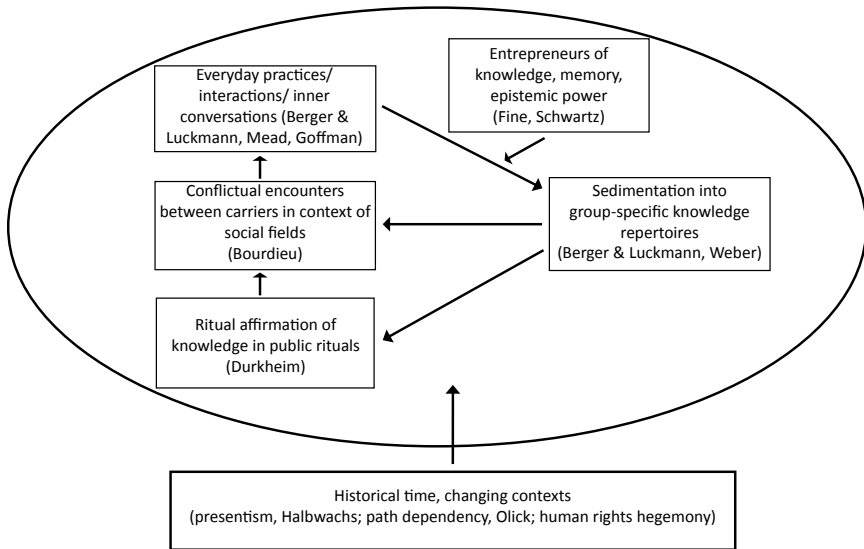 Everyday practices/
interactions/ inner
conversations (Berger &
Luckmann, Mead, Goffman)
Entrepreneurs of
knowledge, memory,
epistemic power
(Fine, Schwartz)
Conflictual encounters
between carriers in context of
social fields
(Bourdieu)
Sedimentation into
group-specific knowledge
repertoires
(Berger & Luckmann, Weber)
Ritual affirmation of
knowledge in public rituals
(Durkheim)
Historical time, changing contexts
(presentism, Halbwachs; path dependency, Olick; human rights hegemony)